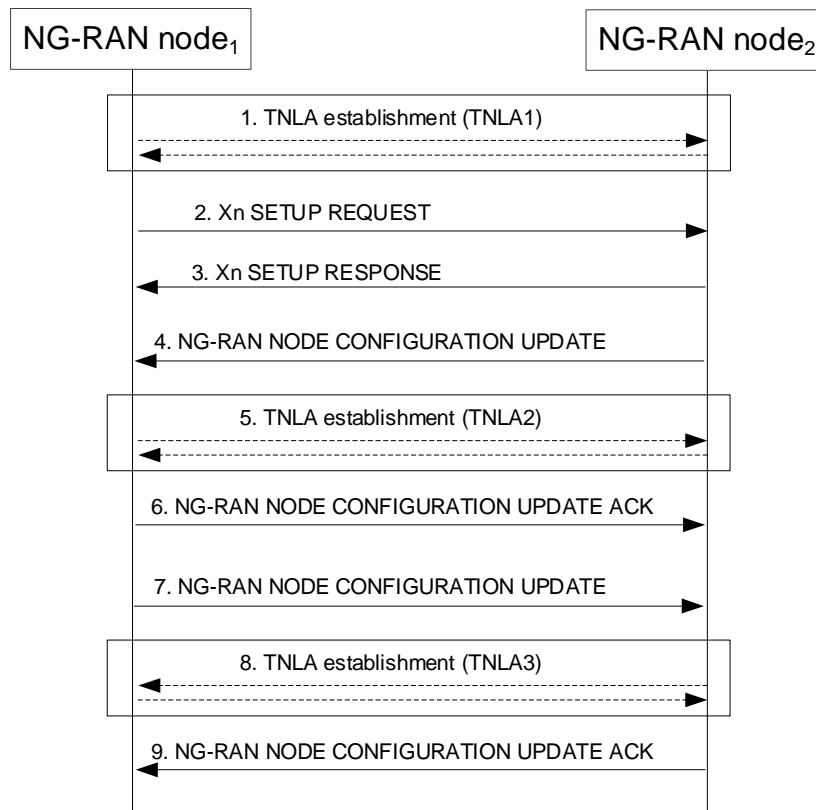 NG-RAN node₁
NG-RAN node₂
1. TNLA establishment (TNLA1)
2. Xn SETUP REQUEST
3. Xn SETUP RESPONSE
4. NG-RAN NODE CONFIGURATION UPDATE
5. TNLA establishment (TNLA2)
6. NG-RAN NODE CONFIGURATION UPDATE ACK
7. NG-RAN NODE CONFIGURATION UPDATE
8. TNLA establishment (TNLA3)
9. NG-RAN NODE CONFIGURATION UPDATE ACK